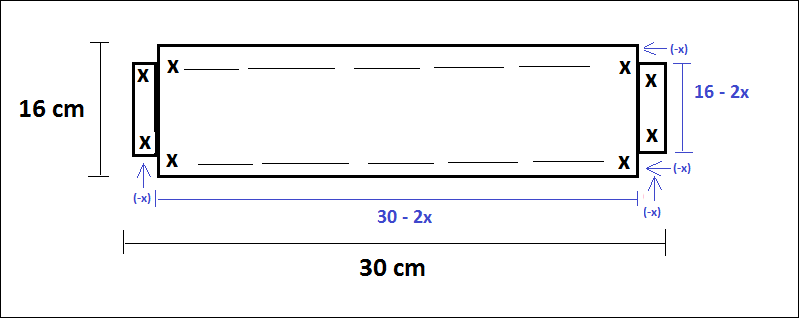 (-x)
x x x x
16 cm 16 - 2x
x x x x
(-x)
(-x) (-x)
30 - 2x
30 cm